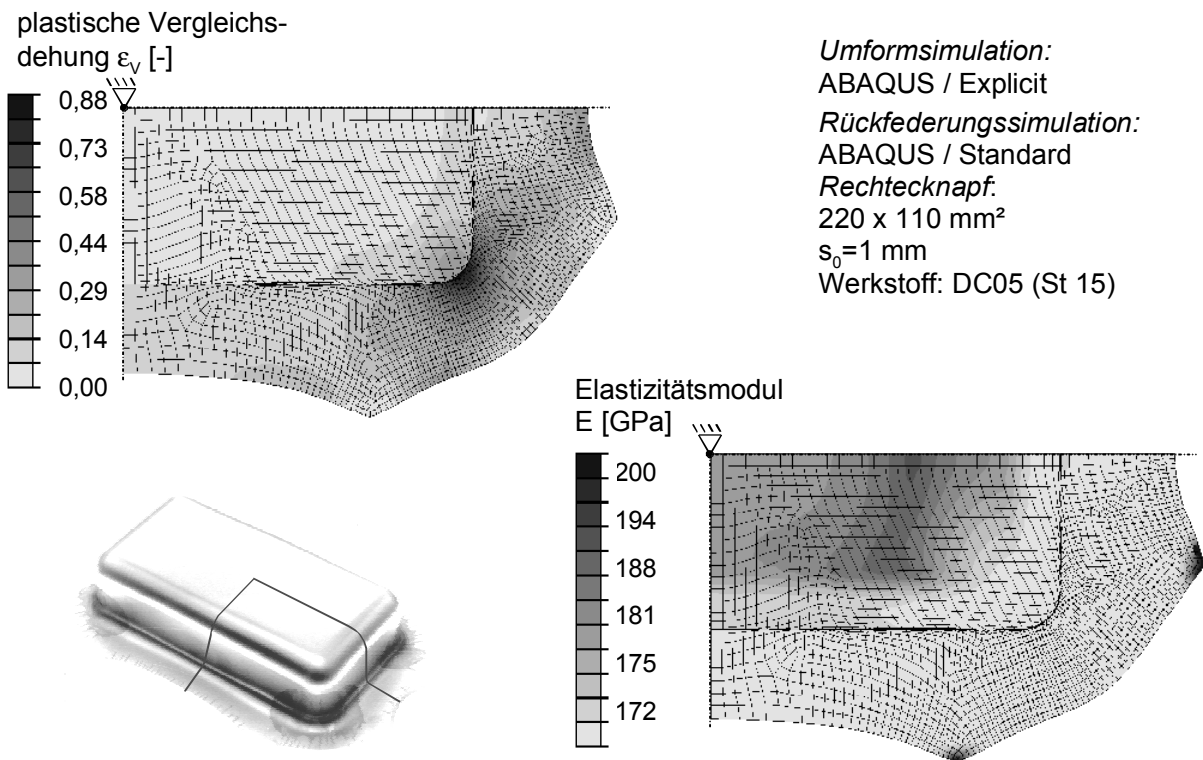 plastische Vergleichs-
dehung εV [-]
0,88
0,73
0,58
0,44
0,29
0,14
0,00
Umformsimulation:
ABAQUS / Explicit
Rückfederungssimulation:
ABAQUS / Standard
Rechtecknapf:
220 x 110 mm²
s0=1 mm
Werkstoff: DC05 (St 15)
Elastizitätsmodul
E [GPa]
200
194
188
181
175
172